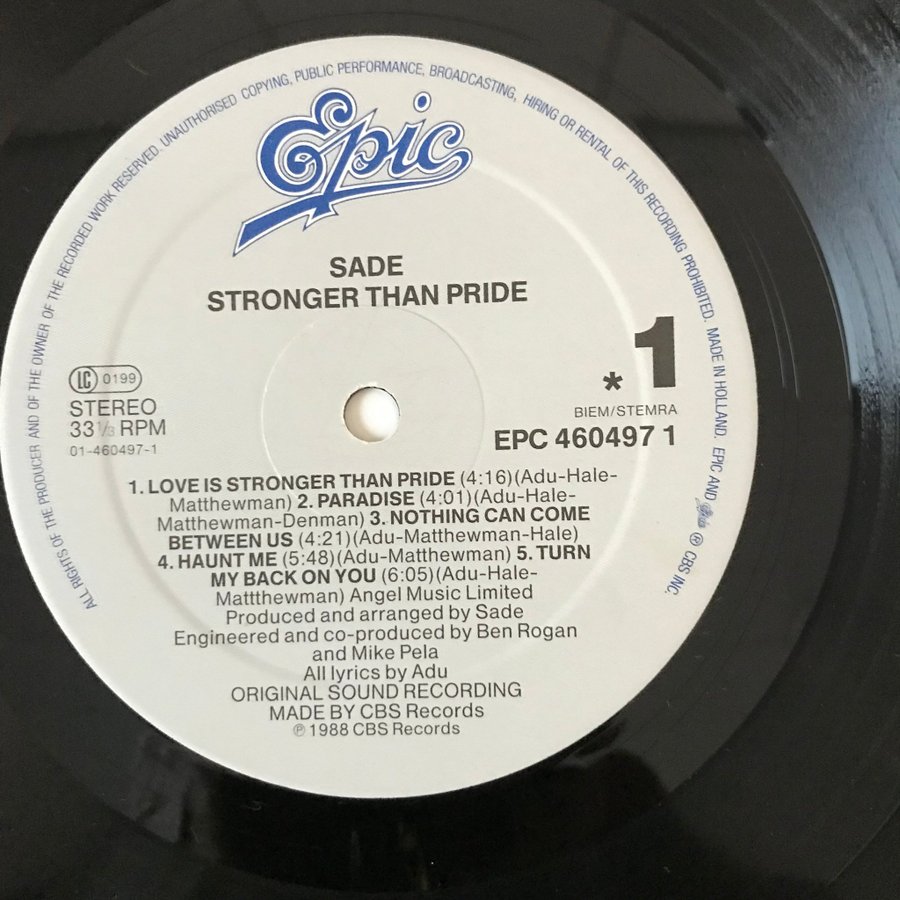 ALL RIGHTS OF THE PRODUCER AND OF THE OWNER OF THE RECORDED WORK RESERVED. UNAUTHORISED COPYING, PUBLIC PERFORMANCE, BROADCASTING, HIRING OR RENTAL OF THIS RECORDING PROHIBITED. MADE IN HOLLAND. EPIC AND Epic ® CBS INC.
Epic
SADE
STRONGER THAN PRIDE
1
*
LC 0199
STEREO
33 1/3 RPM
01-460497-1
BIEM/STEMRA
EPC 460497 1
1. LOVE IS STRONGER THAN PRIDE (4:16)(Adu-Hale-
Matthewman) 2. PARADISE (4:01)(Adu-Hale-
Matthewman-Denman) 3. NOTHING CAN COME
BETWEEN US (4:21)(Adu-Matthewman-Hale)
4. HAUNT ME (5:48)(Adu-Matthewman) 5. TURN
MY BACK ON YOU (6:05)(Adu-Hale-
Mattthewman) Angel Music Limited
Produced and arranged by Sade
Engineered and co-produced by Ben Rogan
and Mike Pela
All lyrics by Adu
ORIGINAL SOUND RECORDING
MADE BY CBS Records
℗ 1988 CBS Records